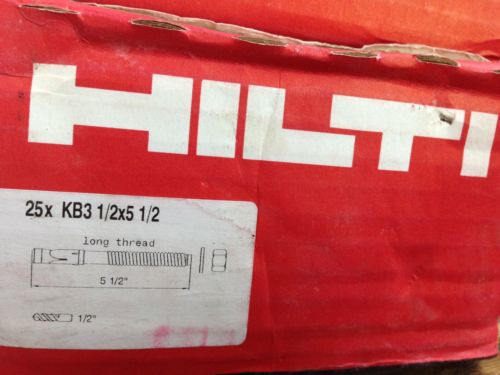 HILTI
25x KB3 1/2x5 1/2
long thread
5 1/2"
1/2"